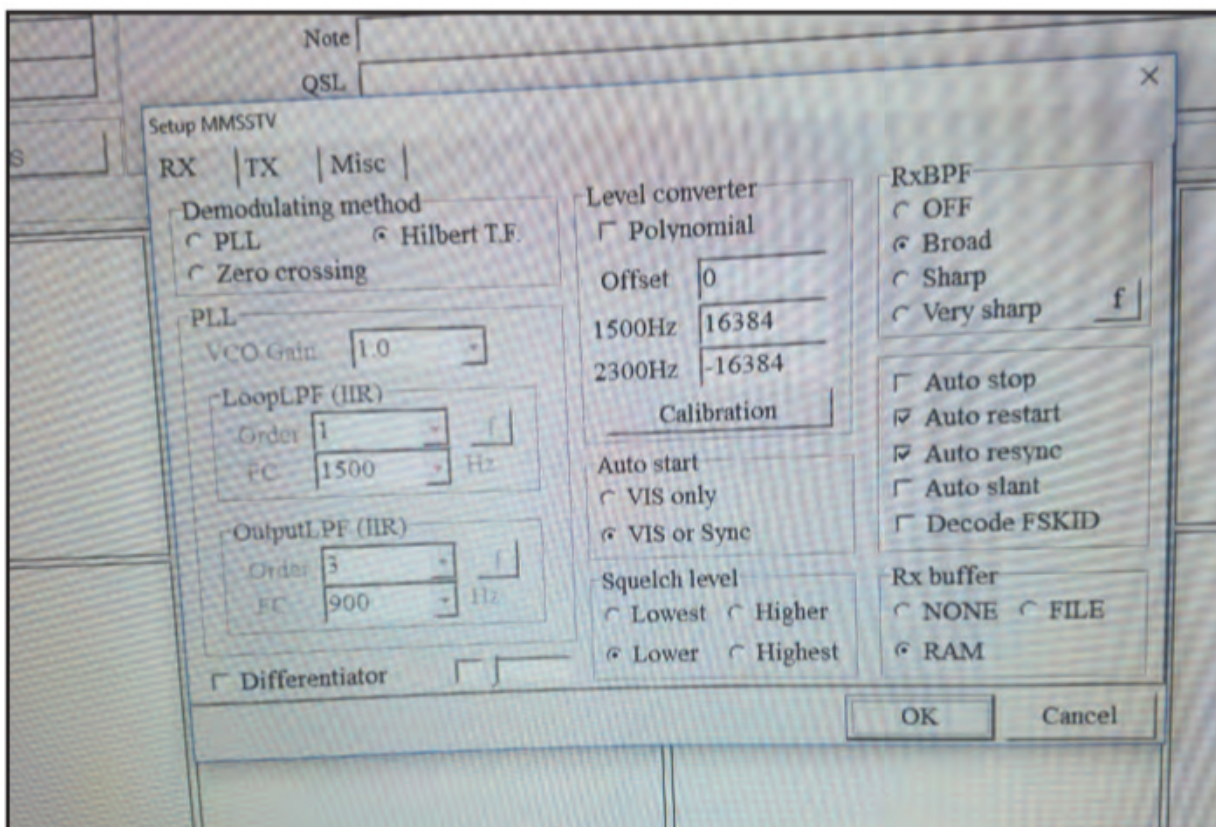 Note
QSL
Setup MMSSTV
RX TX Misc
Demodulating method
PLL Hilbert T.F.
Zero crossing
PLL
VCO Gain 1.0
LoopLPF (IIR)
Order 1 f
FC 1500 Hz
OutputLPF (IIR)
Order 3 f
FC 900 Hz
Differentiator
Level converter
Polynomial
Offset 0
1500Hz 16384
2300Hz -16384
Calibration
Auto start
VIS only
VIS or Sync
Squelch level
Lowest Higher
Lower Highest
RxBPF
OFF
Broad
Sharp
Very sharp f
Auto stop
Auto restart
Auto resync
Auto slant
Decode FSKID
Rx buffer
NONE FILE
RAM
OK Cancel